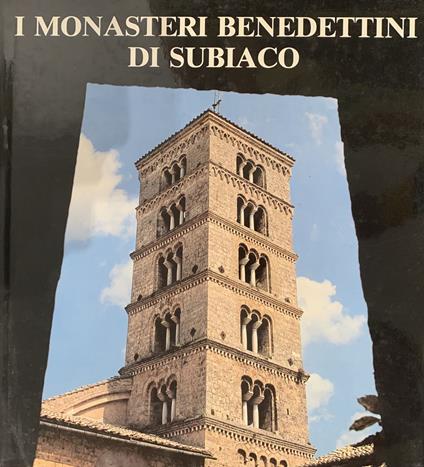 I MONASTERI BENEDETTINI
DI SUBIACO